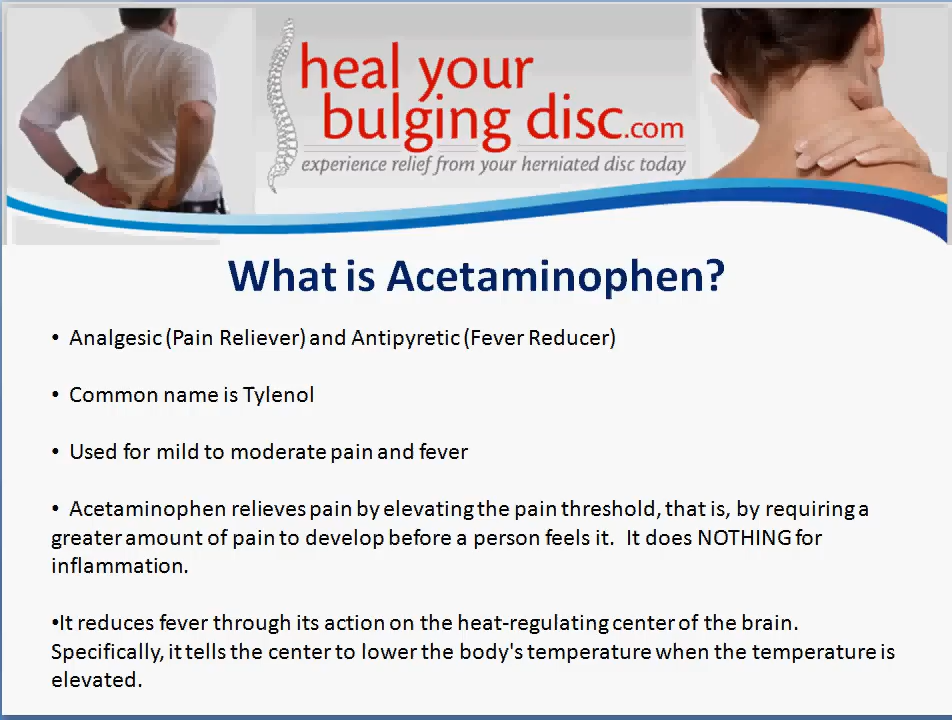 heal your
bulging disc.com
experience relief from your herniated disc today
What is Acetaminophen?
• Analgesic (Pain Reliever) and Antipyretic (Fever Reducer)
• Common name is Tylenol
• Used for mild to moderate pain and fever
• Acetaminophen relieves pain by elevating the pain threshold, that is, by requiring a
greater amount of pain to develop before a person feels it. It does NOTHING for
inflammation.
•It reduces fever through its action on the heat-regulating center of the brain.
Specifically, it tells the center to lower the body's temperature when the temperature is
elevated.